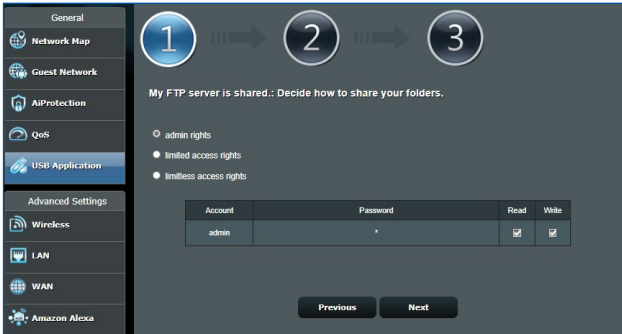 General
Network Map
Guest Network
AiProtection
QoS
USB Application
Advanced Settings
Wireless
LAN
WAN
Amazon Alexa
1
2
3
My FTP server is shared.: Decide how to share your folders.
admin rights
limited access rights
limitless access rights
Account Password Read Write
admin *
Previous Next